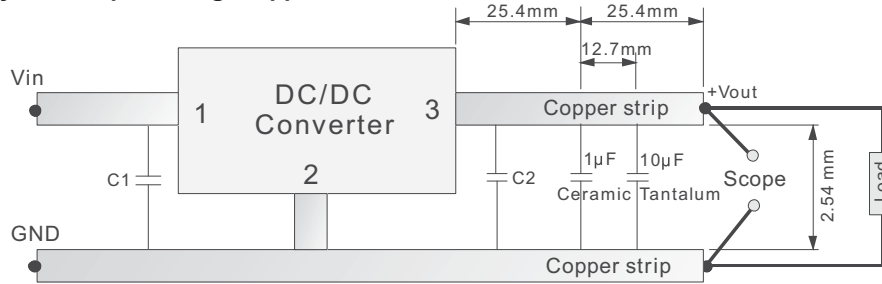 25.4mm 25.4mm
12.7mm
Vin
+Vout
DC/DC
Converter
1
3
2
Copper strip
C1
C2
1µF
Ceramic
10µF
Tantalum
Scope
2.54 mm
Load
GND
Copper strip